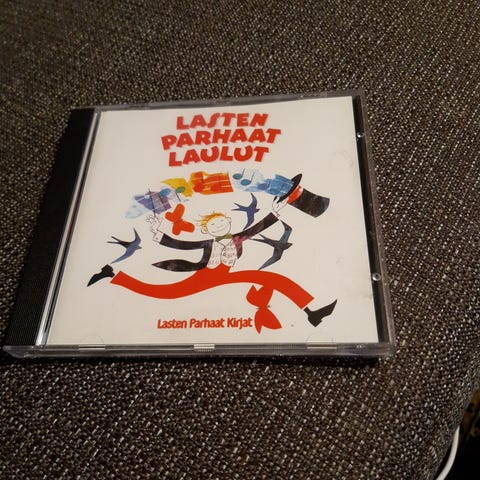 LASTEN
PARHAAT
LAULUT
Lasten Parhaat Kirjat